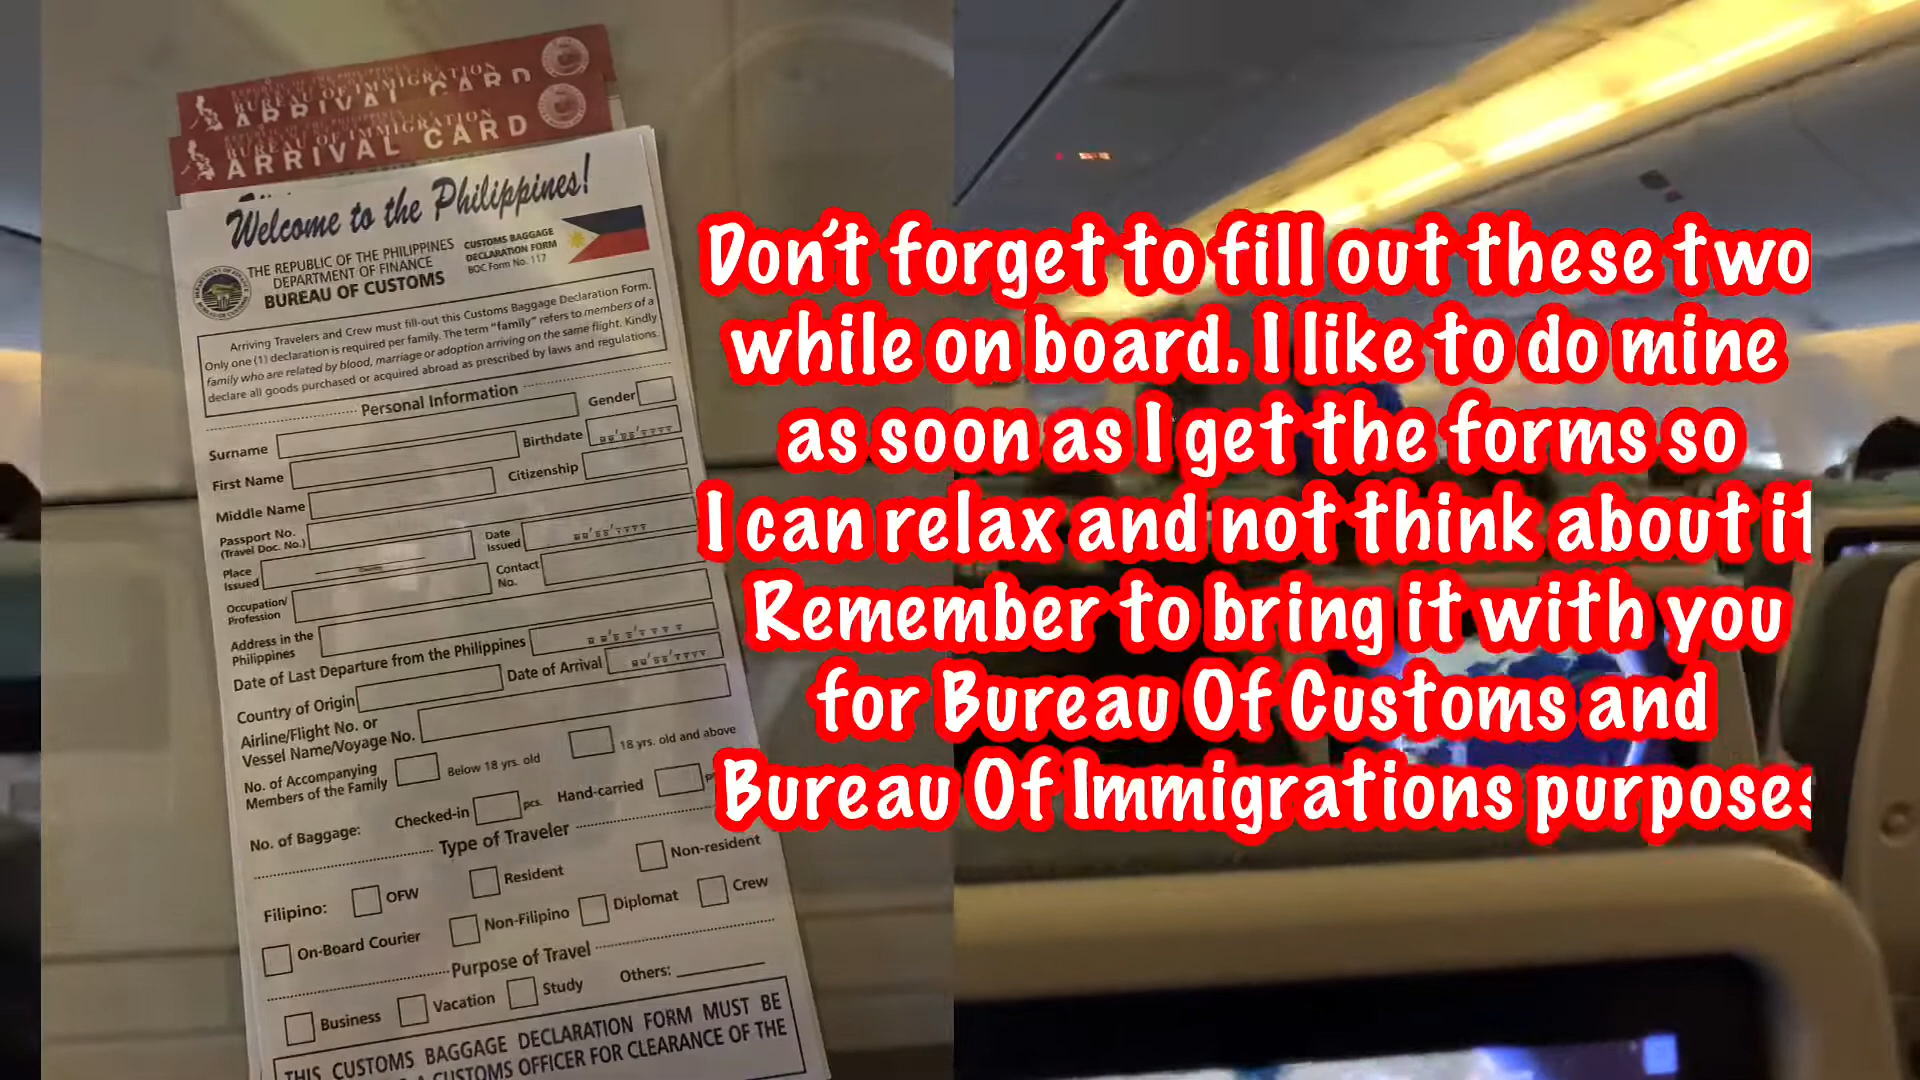 BUREAU OF IMMIGRATION
ARRIVAL CARD
BUREAU OF IMMIGRATION
ARRIVAL CARD
Welcome to the Philippines!
THE REPUBLIC OF THE PHILIPPINES
DEPARTMENT OF FINANCE
BUREAU OF CUSTOMS
CUSTOMS BAGGAGE
DECLARATION FORM
BOC Form No. 117
Arriving Travelers and Crew must fill-out this Customs Baggage Declaration Form.
Only one (1) declaration is required per family. The term "family" refers to members of a
family who are related by blood, marriage or adoption arriving on the same flight. Kindly
declare all goods purchased or acquired abroad as prescribed by laws and regulations.
Personal Information
Surname
Gender
First Name
Birthdate
Middle Name
Citizenship
Passport No.
(Travel Doc. No.)
Date
Issued
Place
Issued
Contact
No.
Occupation/
Profession
Address in the
Philippines
Date of Last Departure from the Philippines
Country of Origin
Date of Arrival
Airline/Flight No. or
Vessel Name/Voyage No.
No. of Accompanying
Members of the Family
Below 18 yrs. old
18 yrs. old and above
No. of Baggage:
Checked-in
pcs.
Hand-carried
Type of Traveler
Filipino:
OFW
Resident
Non-resident
On-Board Courier
Non-Filipino
Diplomat
Crew
Purpose of Travel
Business
Vacation
Study
Others:
THIS CUSTOMS BAGGAGE DECLARATION FORM MUST BE
CUSTOMS OFFICER FOR CLEARANCE OF THE
Don't forget to fill out these two
while on board. I like to do mine
as soon as I get the forms so
I can relax and not think about it
Remember to bring it with you
for Bureau Of Customs and
Bureau Of Immigrations purposes